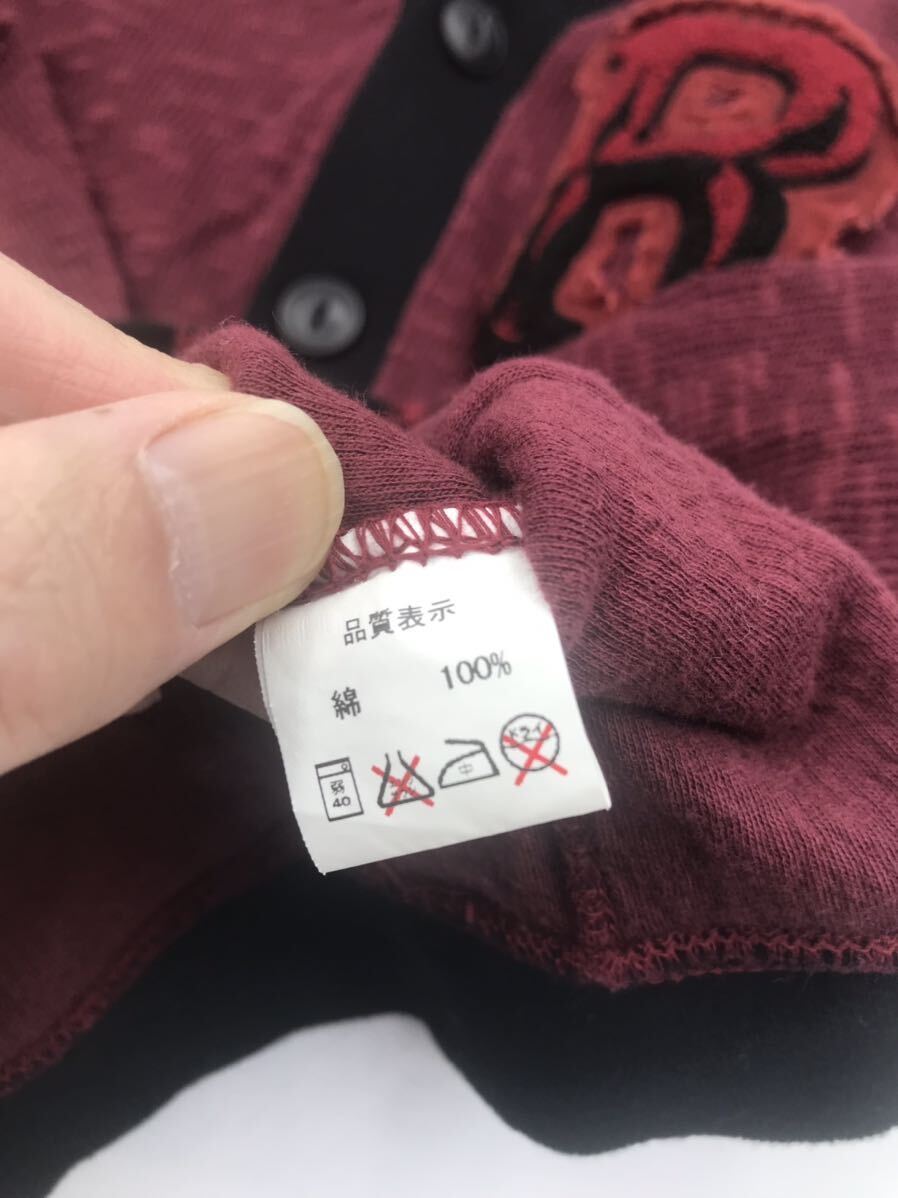 品質表示
綿 100%
弱
40
中
ドライ